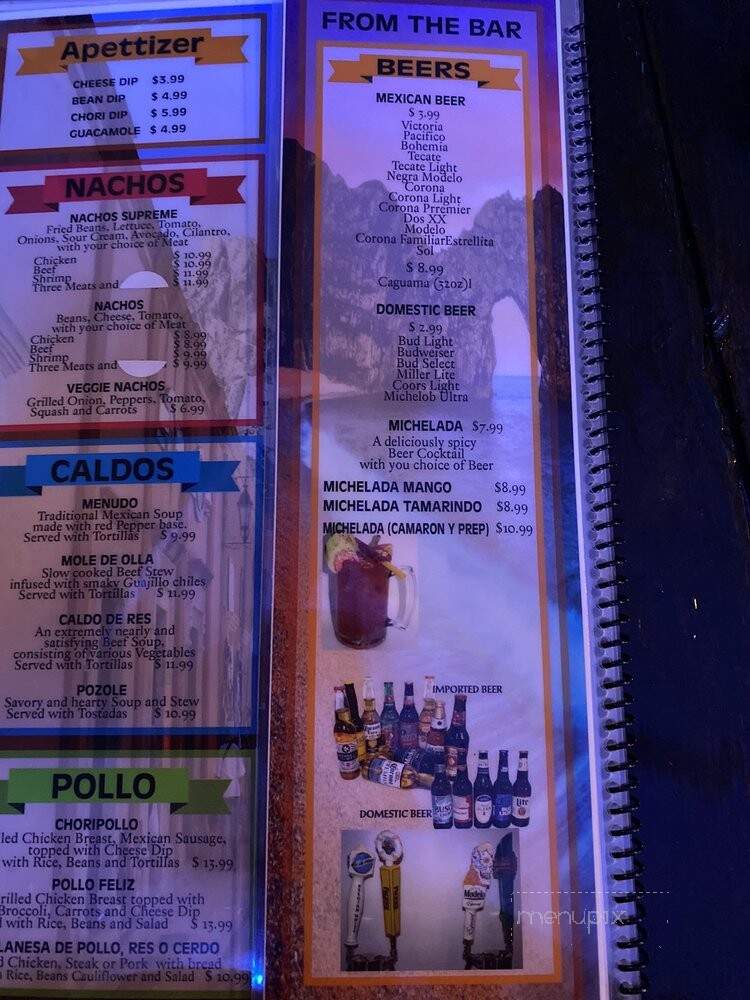 Apettizer
CHEESE DIP $3.99
BEAN DIP $ 4.99
CHORI DIP $ 5.99
GUACAMOLE $ 4.99
NACHOS
NACHOS SUPREME
Fried Beans, Lettuce, Tomato,
Onions, Sour Cream, Avocado, Cilantro,
with your choice of Meat
Chicken $ 10.99
Beef $ 10.99
Shrimp $ 11.99
Three Meats and $ 11.99
NACHOS
Beans, Cheese, Tomato,
with your choice of Meat
Chicken $ 8.99
Beef $ 8.99
Shrimp $ 9.99
Three Meats and $ 9.99
VEGGIE NACHOS
Grilled Onion, Peppers, Tomato,
Squash and Carrots $ 6.99
CALDOS
MENUDO
Traditional Mexican Soup
made with red Pepper base.
Served with Tortillas $ 9.99
MOLE DE OLLA
Slow cooked Beef Stew
infused with smaky Guajillo chiles
Served with Tortillas $ 11.99
CALDO DE RES
An extremely nearly and
satisfying Beef Soup,
consisting of various Vegetables
Served with Tortillas $ 11.99
POZOLE
Savory and hearty Soup and Stew
Served with Tostadas $ 10.99
POLLO
CHORIPOLLO
led Chicken Breast, Mexican Sausage,
topped with Cheese Dip
with Rice, Beans and Tortillas $ 13.99
POLLO FELIZ
rilled Chicken Breast topped with
Broccoli, Carrots and Cheese Dip
d with Rice, Beans and Salad $ 13.99
LANESA DE POLLO, RES O CERDO
d Chicken, Steak or Pork with bread
Rice, Beans Cauliflower and Salad $ 10.99
FROM THE BAR
BEERS
MEXICAN BEER
$ 3.99
Victoria
Pacifico
Bohemia
Tecate
Tecate Light
Negra Modelo
Corona
Corona Light
Corona Prremier
Dos XX
Modelo
Corona FamiliarEstrellita
Sol
$ 8.99
Caguama (32oz)l
DOMESTIC BEER
$ 2.99
Bud Light
Budweiser
Bud Select
Miller Lite
Coors Light
Michelob Ultra
MICHELADA $7.99
A deliciously spicy
Beer Cocktail
with you choice of Beer
MICHELADA MANGO $8.99
MICHELADA TAMARINDO $8.99
MICHELADA (CAMARON Y PREP) $10.99
IMPORTED BEER
Lite
DOMESTIC BEER
Modelo
menupix